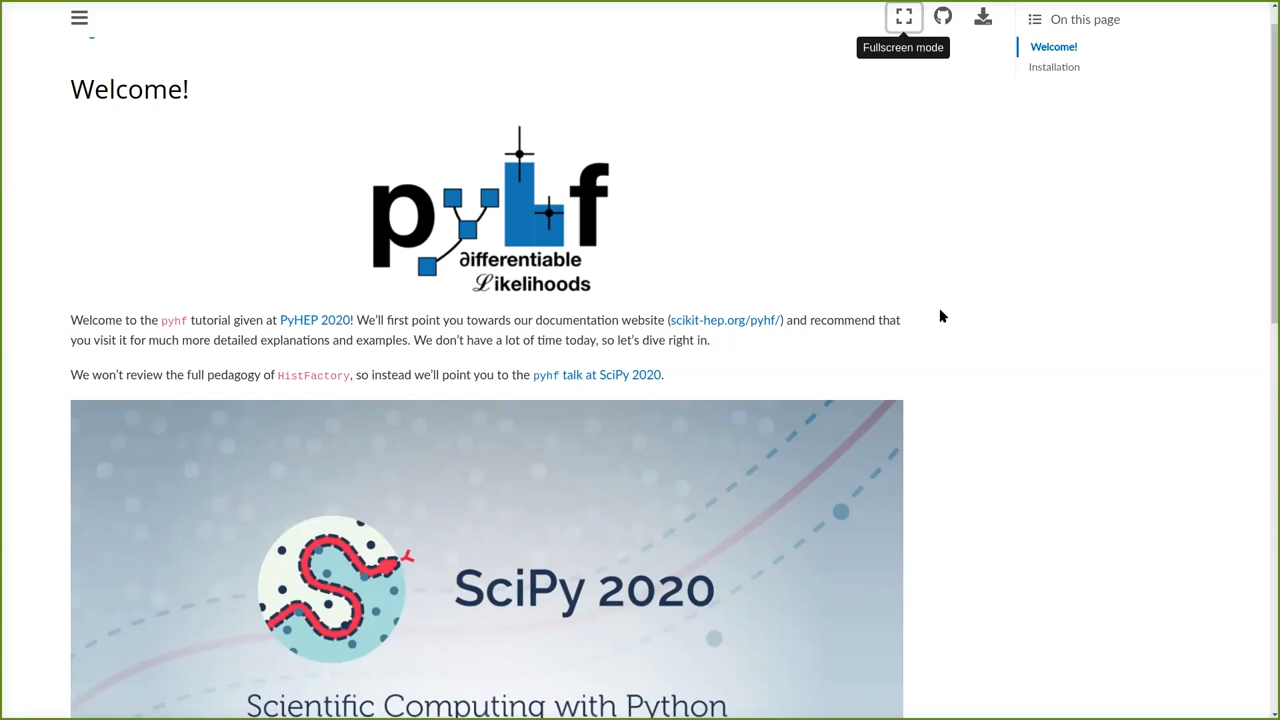 On this page
Fullscreen mode
Welcome!
Installation
Welcome!
pyhf
∂ifferentiable
ℒikelihoods
Welcome to the pyhf tutorial given at PyHEP 2020! We'll first point you towards our documentation website (scikit-hep.org/pyhf/) and recommend that
you visit it for much more detailed explanations and examples. We don't have a lot of time today, so let's dive right in.
We won't review the full pedagogy of HistFactory, so instead we'll point you to the pyhf talk at SciPy 2020.
SciPy 2020
Scientific Computing with Python